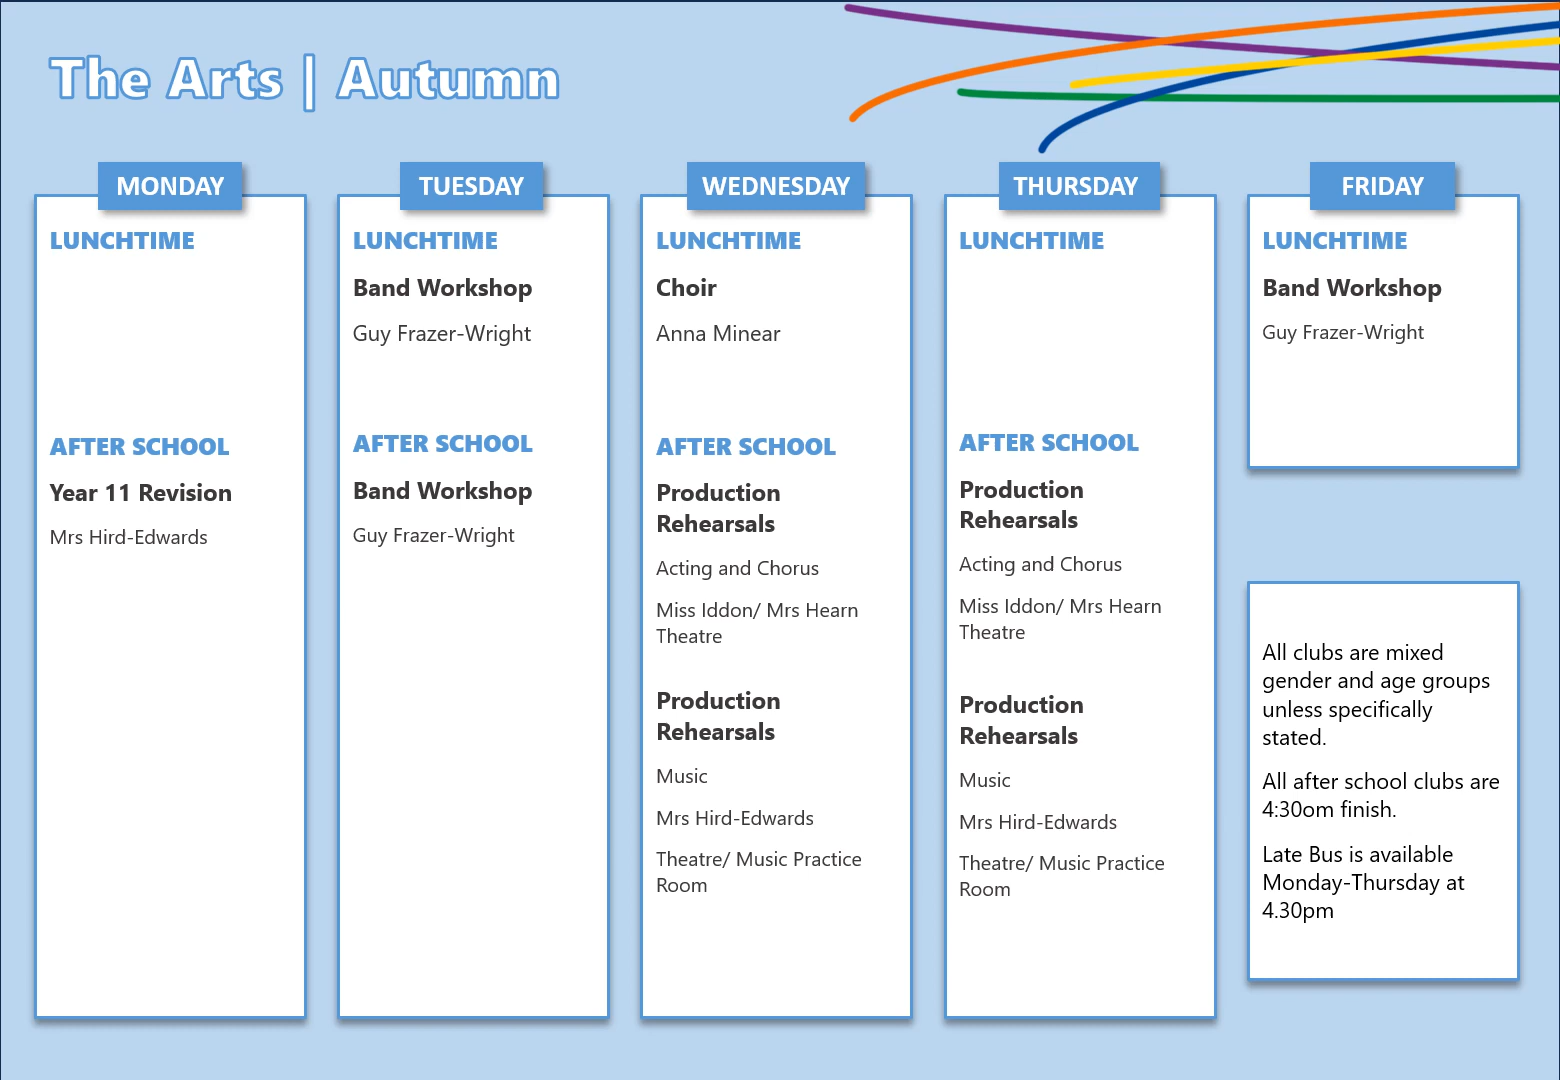 The Arts | Autumn
MONDAY
LUNCHTIME
AFTER SCHOOL
Year 11 Revision
Mrs Hird-Edwards
TUESDAY
LUNCHTIME
Band Workshop
Guy Frazer-Wright
AFTER SCHOOL
Band Workshop
Guy Frazer-Wright
WEDNESDAY
LUNCHTIME
Choir
Anna Minear
AFTER SCHOOL
Production
Rehearsals
Acting and Chorus
Miss Iddon/ Mrs Hearn
Theatre
Production
Rehearsals
Music
Mrs Hird-Edwards
Theatre/ Music Practice
Room
THURSDAY
LUNCHTIME
AFTER SCHOOL
Production
Rehearsals
Acting and Chorus
Miss Iddon/ Mrs Hearn
Theatre
Production
Rehearsals
Music
Mrs Hird-Edwards
Theatre/ Music Practice
Room
FRIDAY
LUNCHTIME
Band Workshop
Guy Frazer-Wright
All clubs are mixed
gender and age groups
unless specifically
stated.
All after school clubs are
4:30om finish.
Late Bus is available
Monday-Thursday at
4.30pm